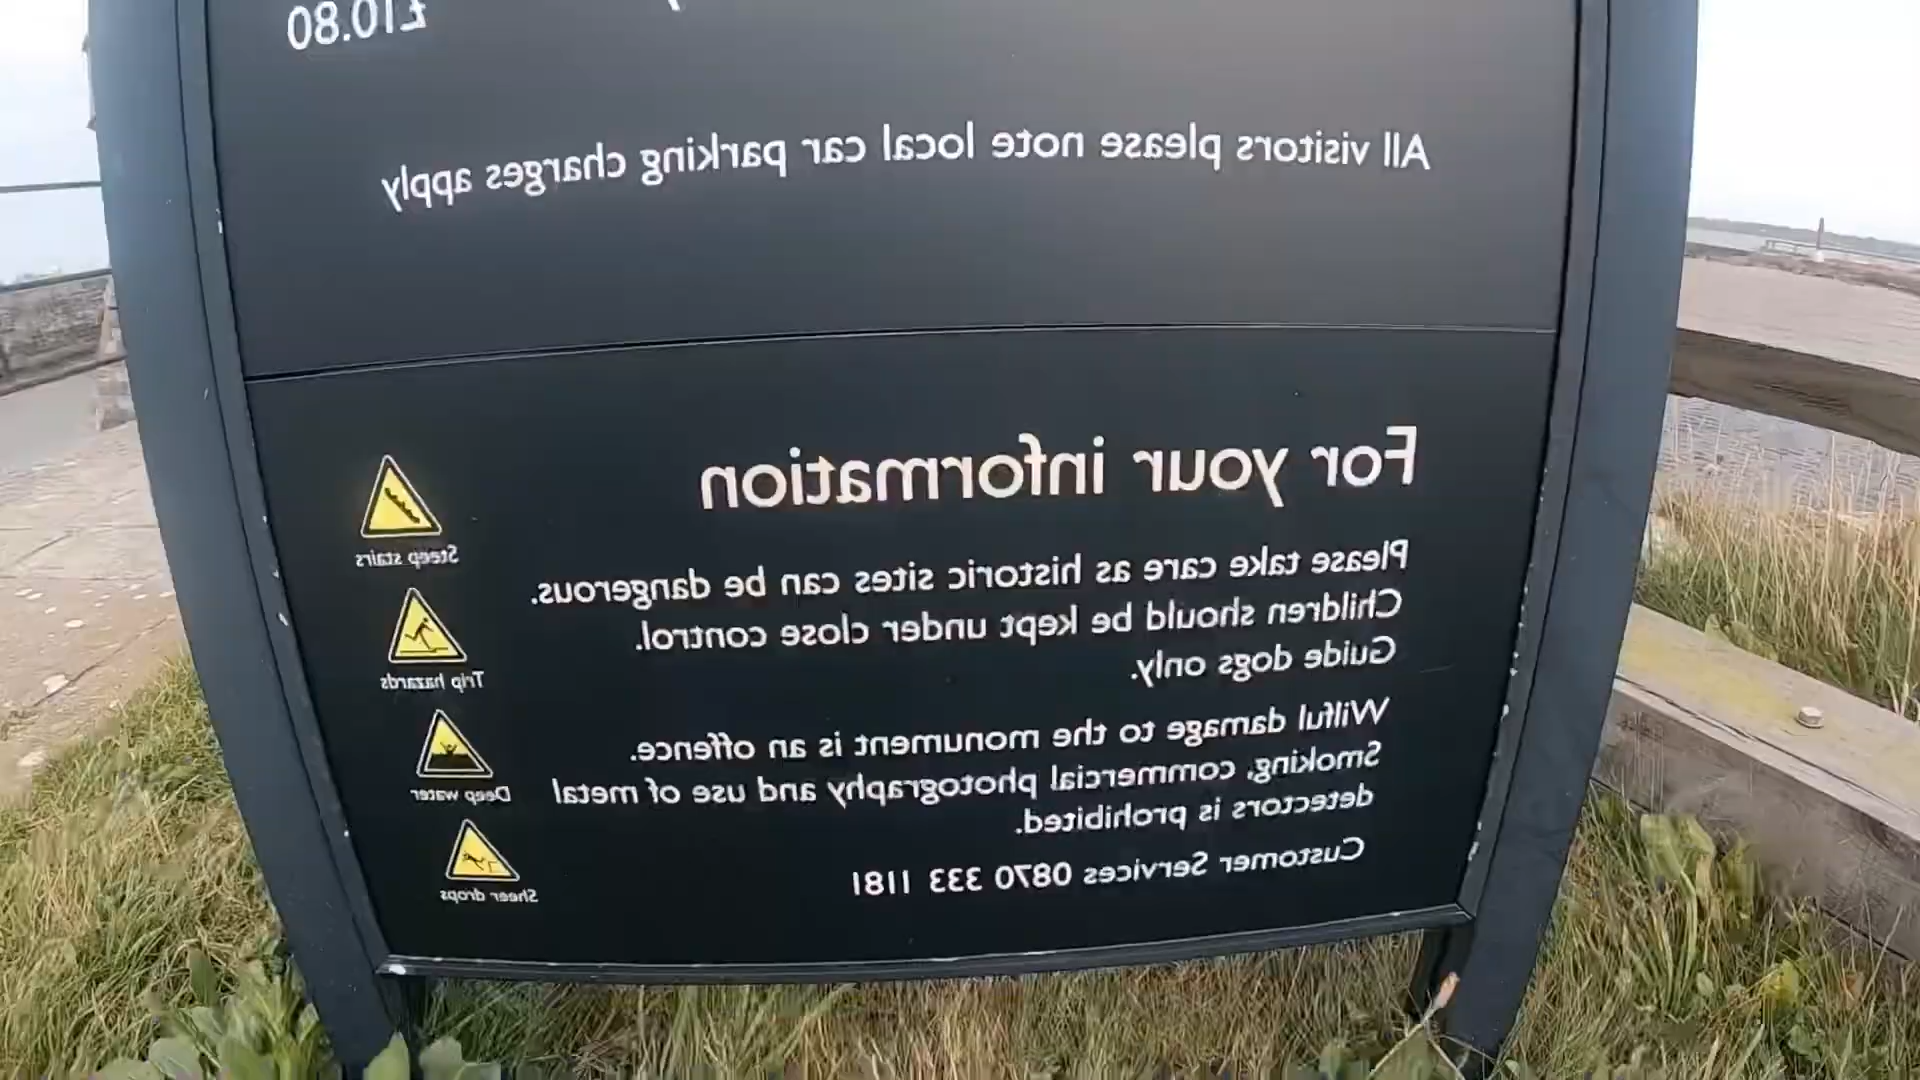 £10.80
All visitors please note local car parking charges apply
For your information
Please take care as historic sites can be dangerous.
Children should be kept under close control.
Guide dogs only.
Wilful damage to the monument is an offence.
Smoking, commercial photography and use of metal
detectors is prohibited.
Customer Services 0870 333 1181
Steep stairs
Trip hazards
Deep water
Sheer drops